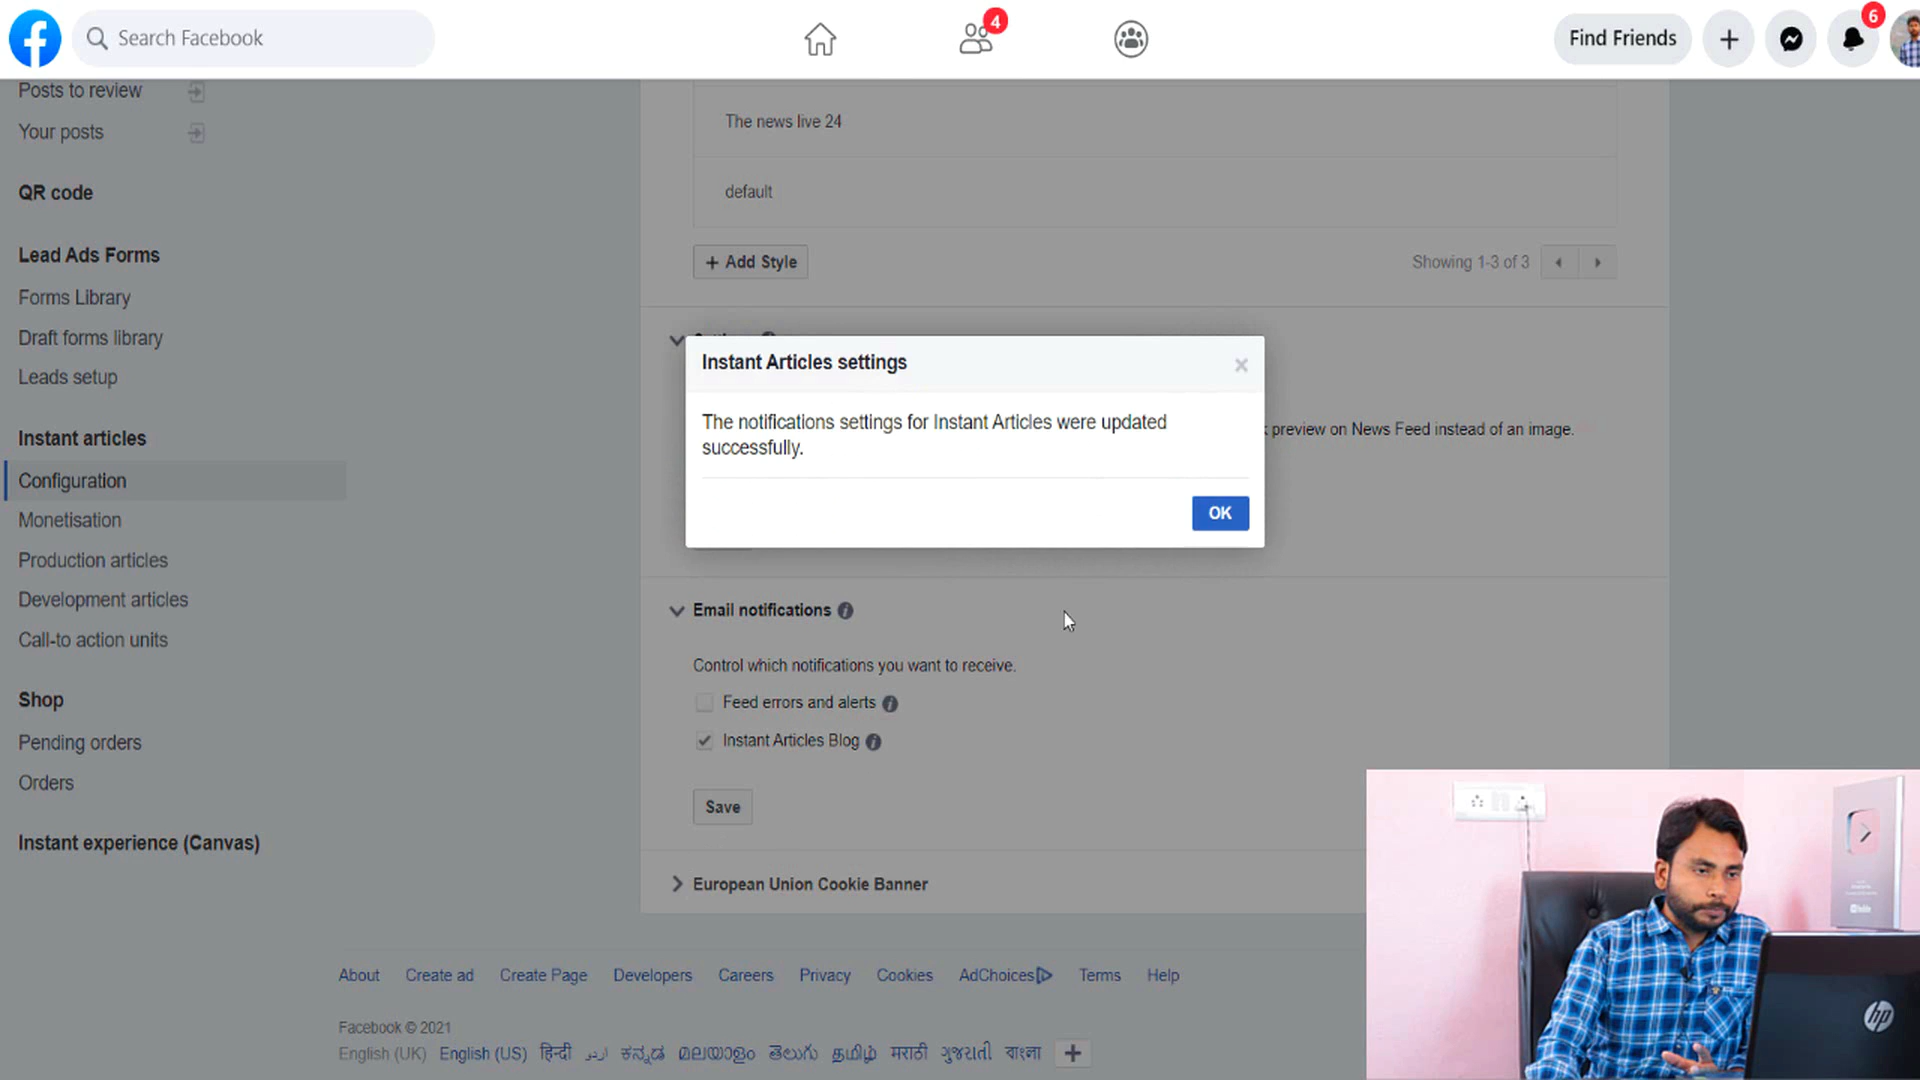 Search Facebook
4
Find Friends
6
Posts to review
Your posts
QR code
Lead Ads Forms
Forms Library
Draft forms library
Leads setup
Instant articles
Configuration
Monetisation
Production articles
Development articles
Call-to action units
Shop
Pending orders
Orders
Instant experience (Canvas)
The news live 24
default
+ Add Style
Showing 1-3 of 3
Instant Articles settings
The notifications settings for Instant Articles were updated
successfully.
preview on News Feed instead of an image.
OK
Email notifications
Control which notifications you want to receive.
Feed errors and alerts
Instant Articles Blog
Save
European Union Cookie Banner
About Create ad Create Page Developers Careers Privacy Cookies AdChoices Terms Help
Facebook © 2021
English (UK) English (US) हिन्दी اردو ಕನ್ನಡ മലയാളം తెలుగు தமிழ் मराठी ગુજરાતી বাংলা
hp